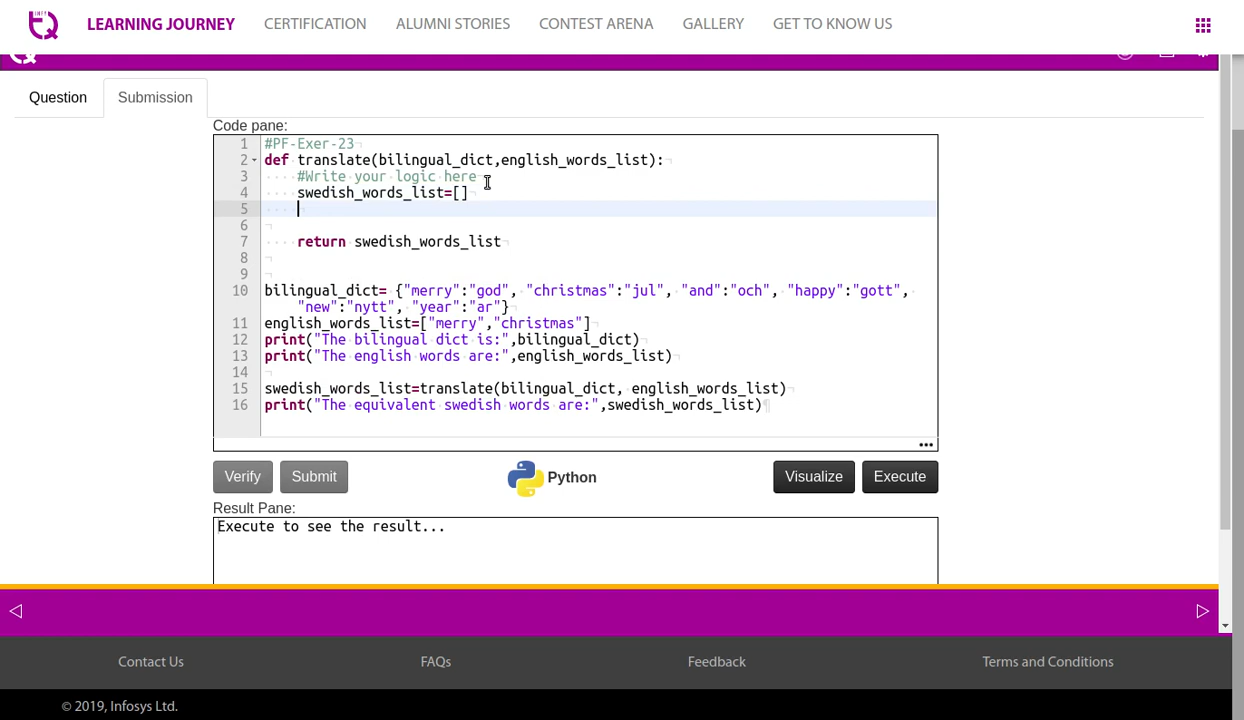 LEARNING JOURNEY CERTIFICATION ALUMNI STORIES CONTEST ARENA GALLERY GET TO KNOW US
Question Submission
Code pane:
1 #PF-Exer-23
2 def translate(bilingual_dict,english_words_list):
3 #Write your logic here
4 swedish_words_list=[]
5
6
7 return swedish_words_list
8
9
10 bilingual_dict= {"merry":"god", "christmas":"jul", "and":"och", "happy":"gott",
"new":"nytt", "year":"ar"}
11 english_words_list=["merry","christmas"]
12 print("The bilingual dict is:",bilingual_dict)
13 print("The english words are:",english_words_list)
14
15 swedish_words_list=translate(bilingual_dict, english_words_list)
16 print("The equivalent swedish words are:",swedish_words_list)
Verify Submit Python Visualize Execute
Result Pane:
Execute to see the result...
Contact Us FAQs Feedback Terms and Conditions
© 2019, Infosys Ltd.